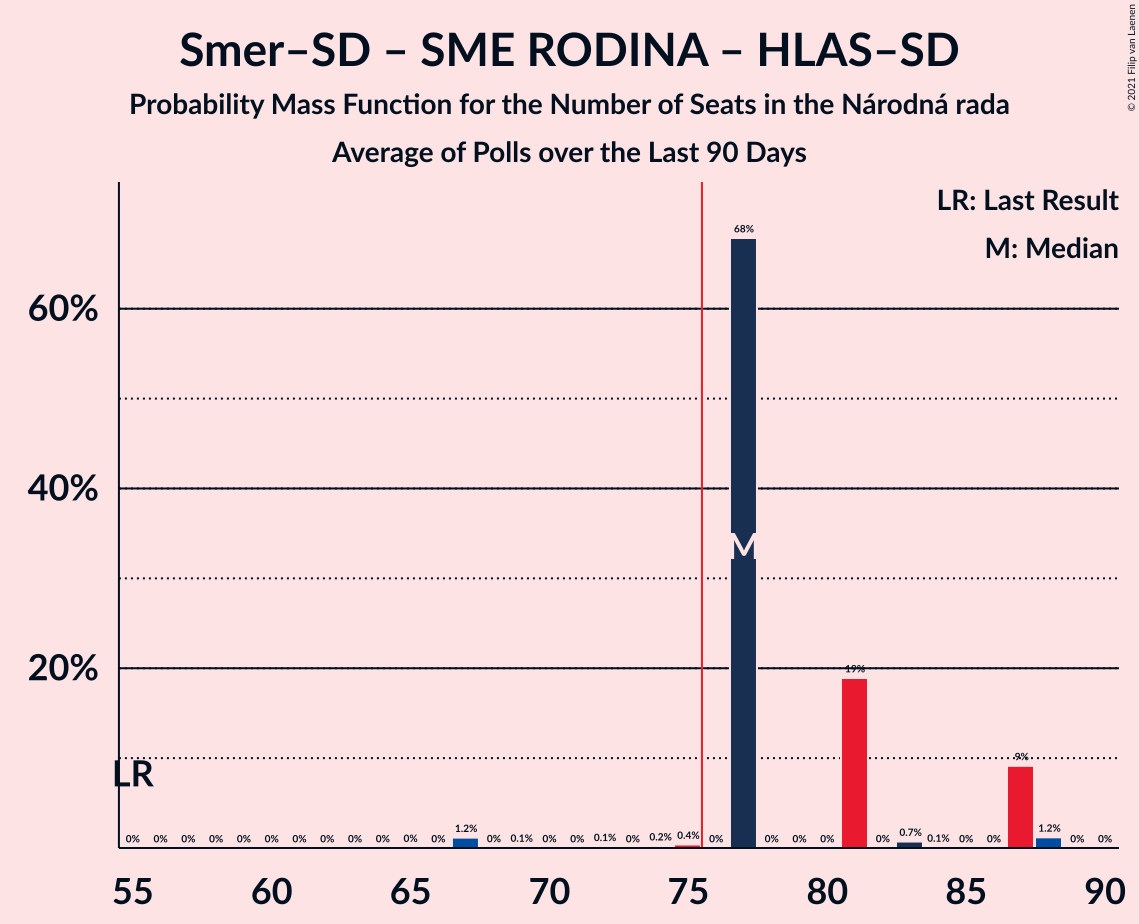 Smer–SD – SME RODINA – HLAS–SD
Probability Mass Function for the Number of Seats in the Národná rada
Average of Polls over the Last 90 Days
© 2021 Filip van Laenen
LR: Last Result
M: Median
60%
40%
20%
LR
M
0% 0% 0% 0% 0% 0% 0% 0% 0% 0% 0% 0% 1.2% 0% 0.1% 0% 0% 0.1% 0% 0.2% 0.4% 0% 68% 0% 0% 0% 19% 0% 0.7% 0.1% 0% 0% 9% 1.2% 0% 0%
55 60 65 70 75 80 85 90